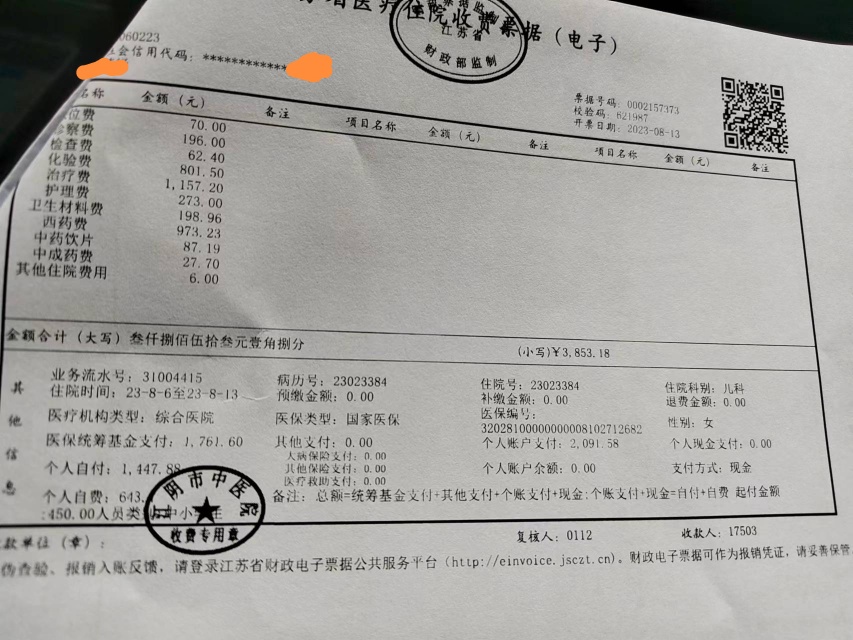 省医疗住院收费票据（电子）
江苏省
财政部监制
060223
会信用代码：************
票据号码：0002157373
校验码：621987
开票日期：2023-08-13
名称 金额（元） 备注 项目名称 金额（元） 备注 项目名称 金额（元） 备注
位费 70.00
诊察费 196.00
检查费 62.40
化验费 801.50
治疗费 1,157.20
护理费 273.00
卫生材料费 198.96
西药费 973.23
中药饮片 87.19
中成药费 27.70
其他住院费用 6.00
金额合计（大写）叁仟捌佰伍拾叁元壹角捌分 (小写)¥3,853.18
其他信息
业务流水号：31004415 病历号：23023384 住院号：23023384 住院科别：儿科
住院时间：23-8-6至23-8-13 预缴金额：0.00 补缴金额：0.00 退费金额：0.00
医疗机构类型：综合医院 医保类型：国家医保 医保编号：
32028100000000008102712682 性别：女
医保统筹基金支付：1,761.60 其他支付：0.00 个人账户支付：2,091.58 个人现金支付：0.00
大病保险支付：0.00
个人自付：1,447.88 其他保险支付：0.00 个人账户余额：0.00 支付方式：现金
医疗救助支付：0.00
个人自费：643. 备注：总额=统筹基金支付+其他支付+个账支付+现金;个账支付+现金=自付+自费 起付金额
:450.00人员类 中小
江阴市中医院
收费专用章
款单位（章）： 复核人：0112 收款人：17503
伪查验、报销入账反馈，请登录江苏省财政电子票据公共服务平台（http://einvoice.jsczt.cn）。财政电子票据可作为报销凭证，请妥善保管